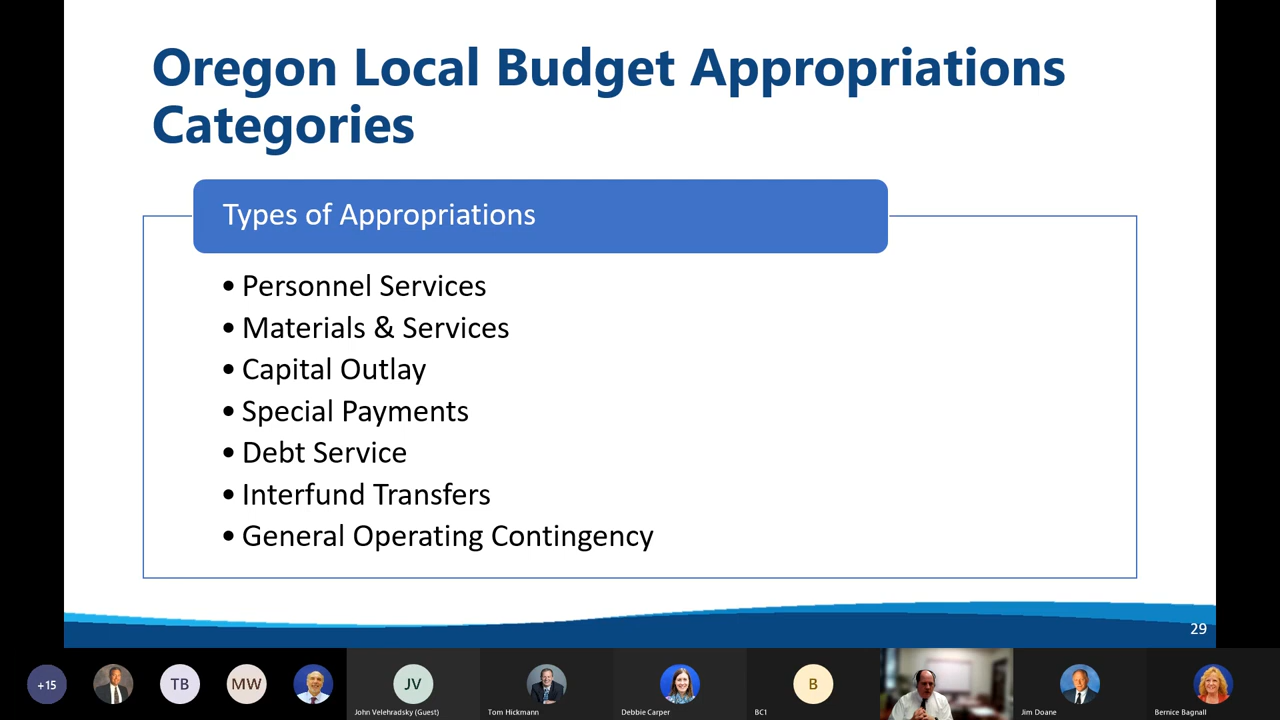 Oregon Local Budget Appropriations
Categories
Types of Appropriations
• Personnel Services
• Materials & Services
• Capital Outlay
• Special Payments
• Debt Service
• Interfund Transfers
• General Operating Contingency
29
+15
TB
MW
JV
B
John Velehradsky (Guest)
Tom Hickmann
Debbie Carper
BC1
Jim Doane
Bernice Bagnall